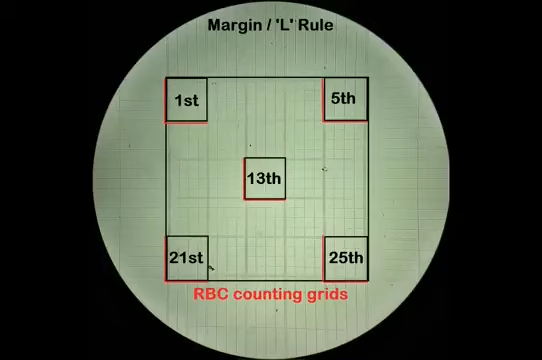 Margin / 'L' Rule
1st
5th
13th
21st
25th
RBC counting grids